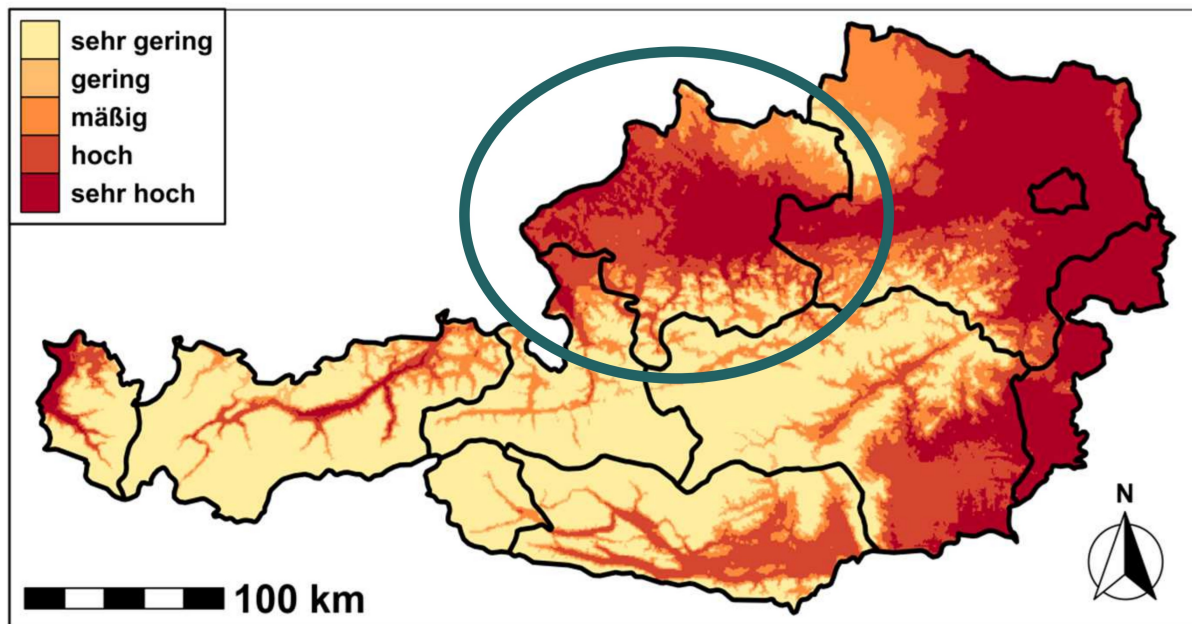 sehr gering
gering
mäßig
hoch
sehr hoch
N
100 km